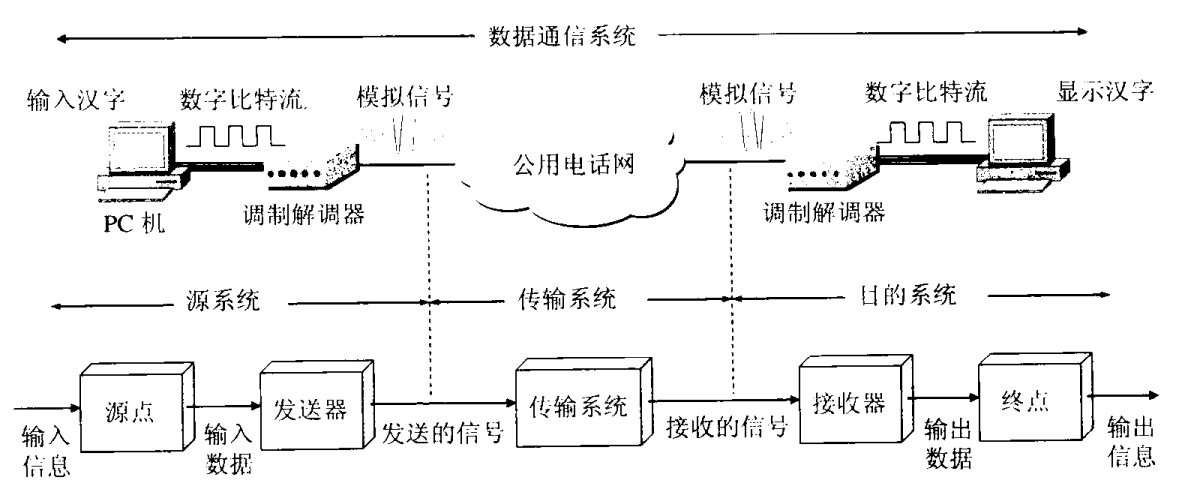 数据通信系统
输入汉字
数字比特流
模拟信号
模拟信号
数字比特流
显示汉字
公用电话网
PC 机
调制解调器
调制解调器
源系统
传输系统
目的系统
源点
发送器
传输系统
接收器
终点
输入
信息
输入
数据
发送的信号
接收的信号
输出
数据
输出
信息